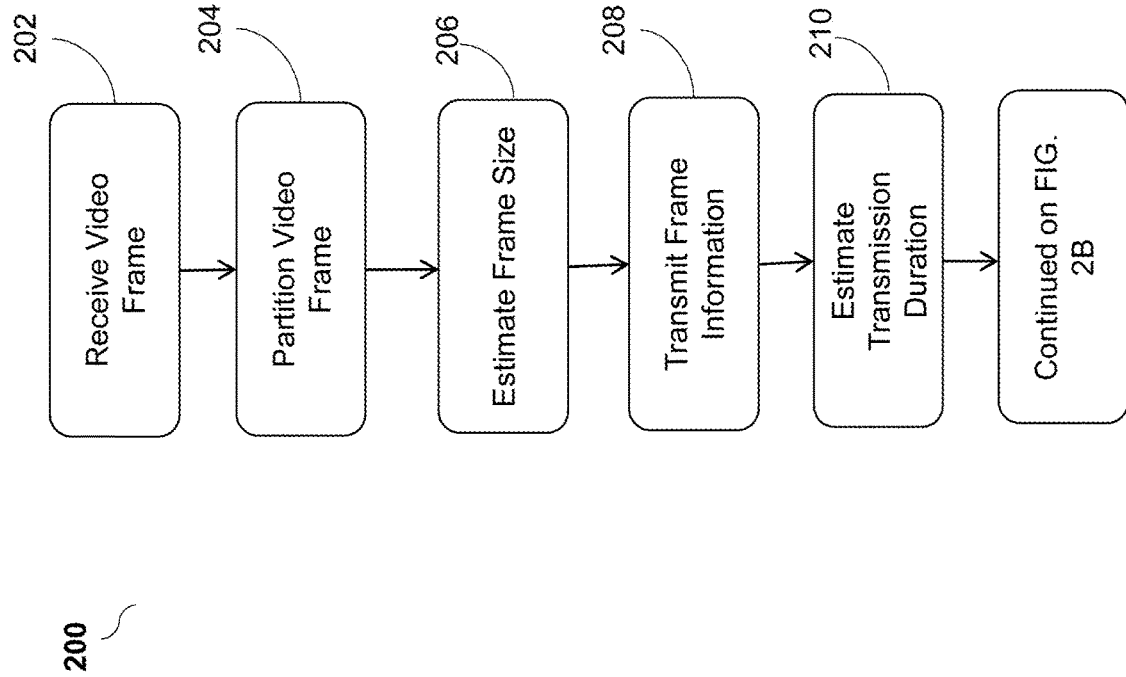 200
Receive Video
Frame
202
Partition Video
Frame
204
Estimate Frame Size
206
Transmit Frame
Information
208
Estimate
Transmission
Duration
210
Continued on FIG.
2B